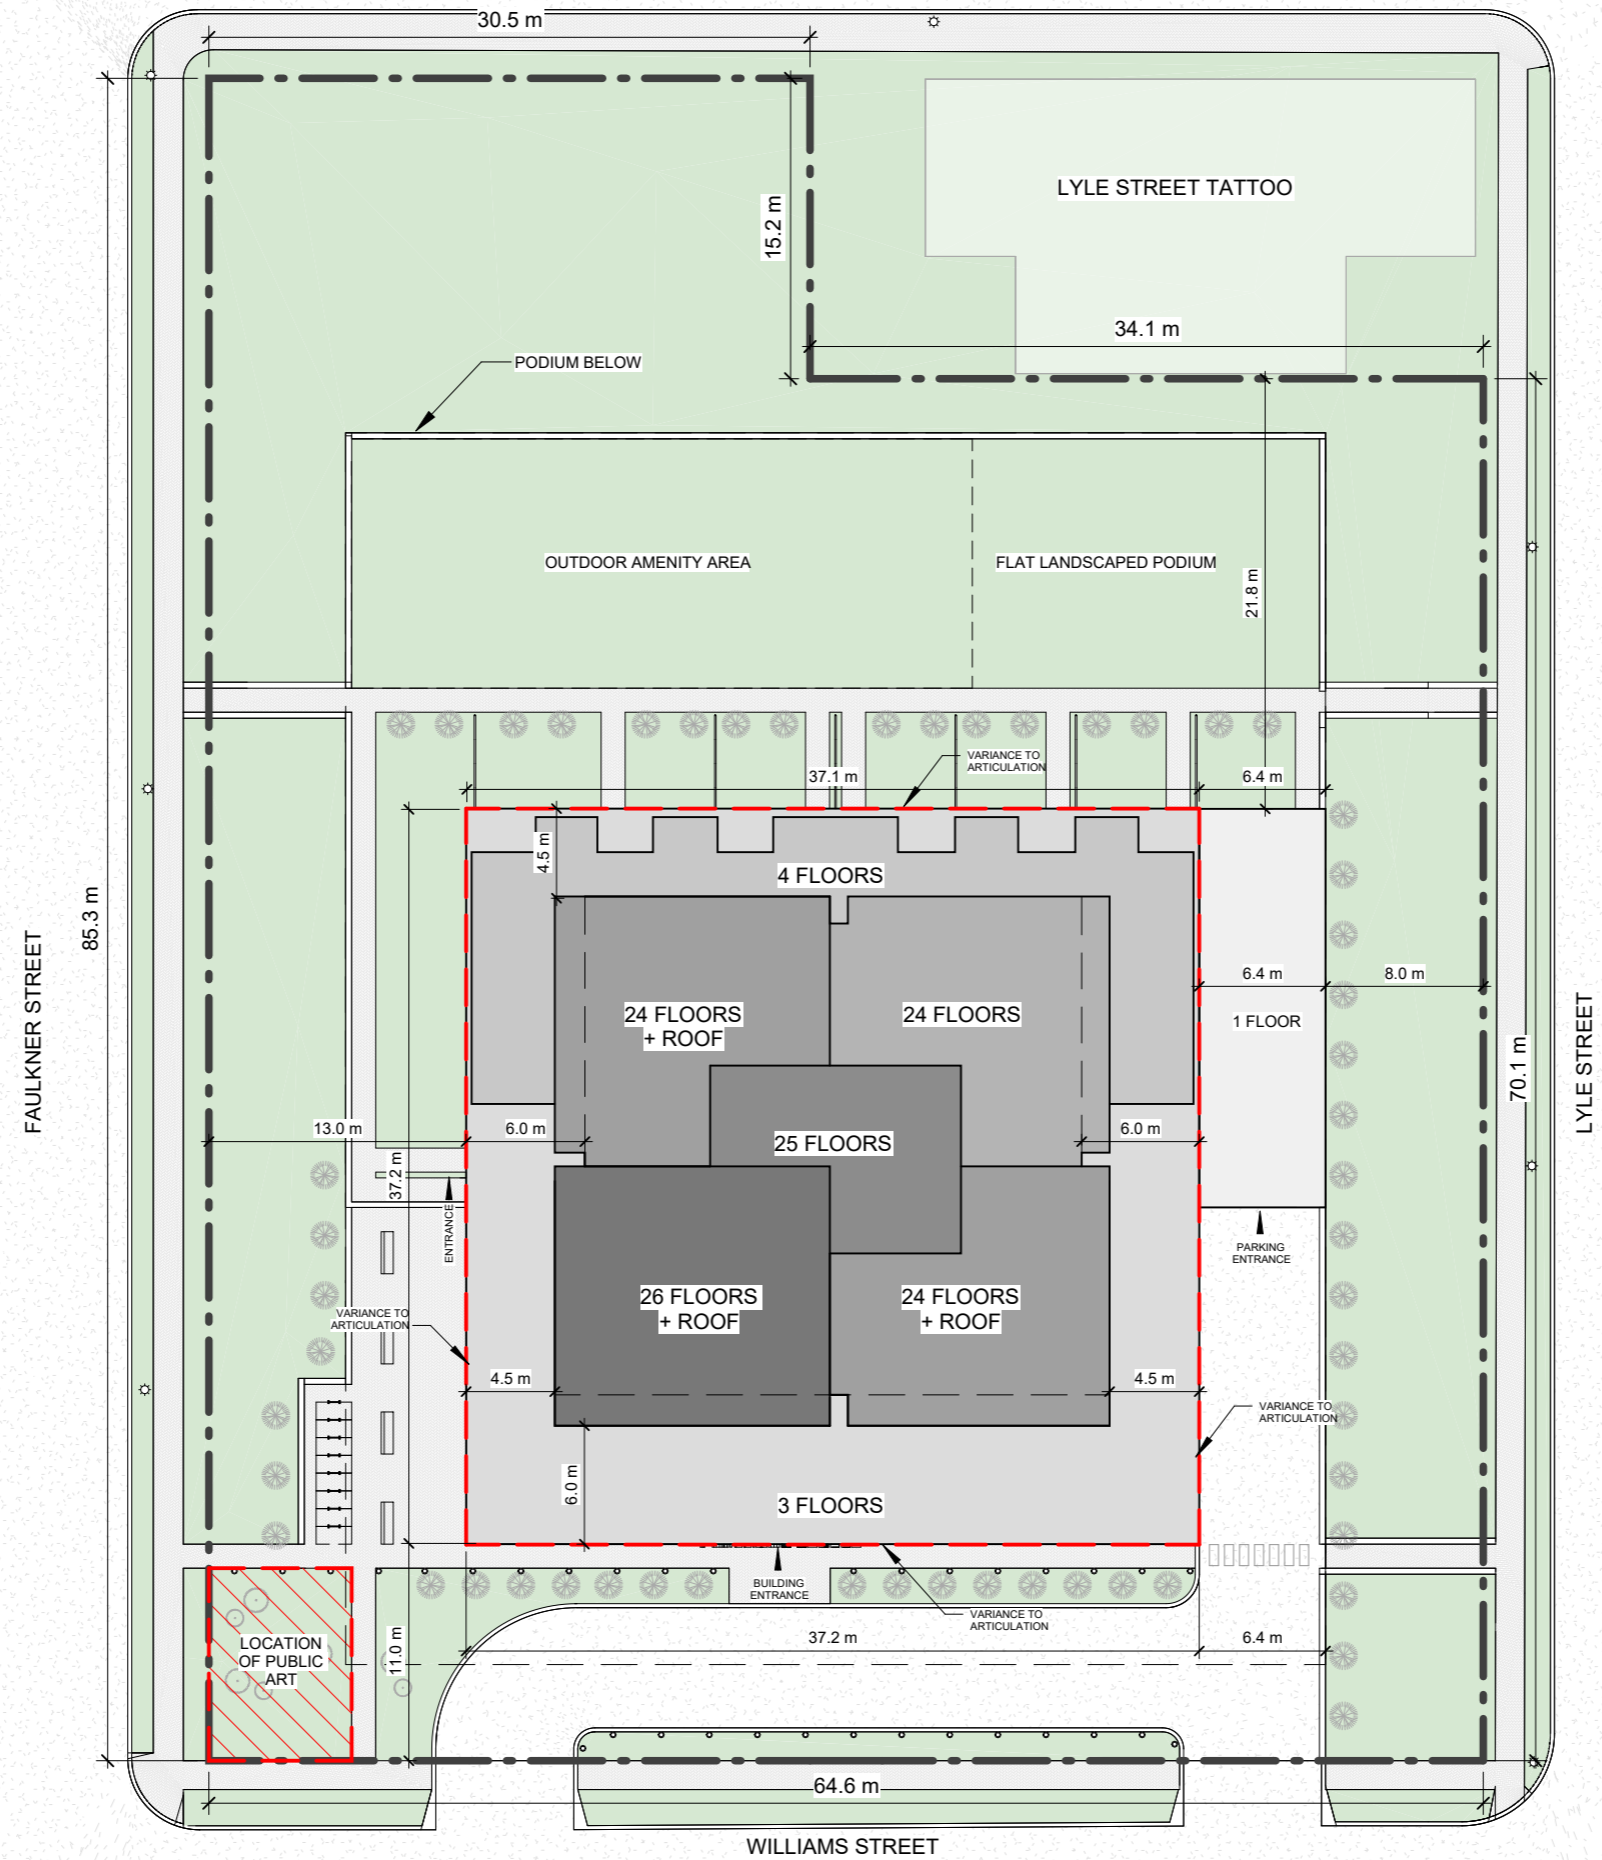 30.5 m
LYLE STREET TATTOO
15.2 m
34.1 m
PODIUM BELOW
OUTDOOR AMENITY AREA
FLAT LANDSCAPED PODIUM
21.8 m
VARIANCE TO
ARTICULATION
37.1 m
6.4 m
4.5 m
4 FLOORS
85.3 m
FAULKNER STREET
24 FLOORS
+ ROOF
24 FLOORS
6.4 m
8.0 m
1 FLOOR
LYLE STREET
70.1 m
13.0 m
6.0 m
25 FLOORS
6.0 m
37.2 m
ENTRANCE
PARKING
ENTRANCE
26 FLOORS
+ ROOF
24 FLOORS
+ ROOF
VARIANCE TO
ARTICULATION
4.5 m
4.5 m
VARIANCE TO
ARTICULATION
6.0 m
3 FLOORS
BUILDING
ENTRANCE
VARIANCE TO
ARTICULATION
LOCATION
OF PUBLIC
ART
11.0 m
37.2 m
6.4 m
64.6 m
WILLIAMS STREET